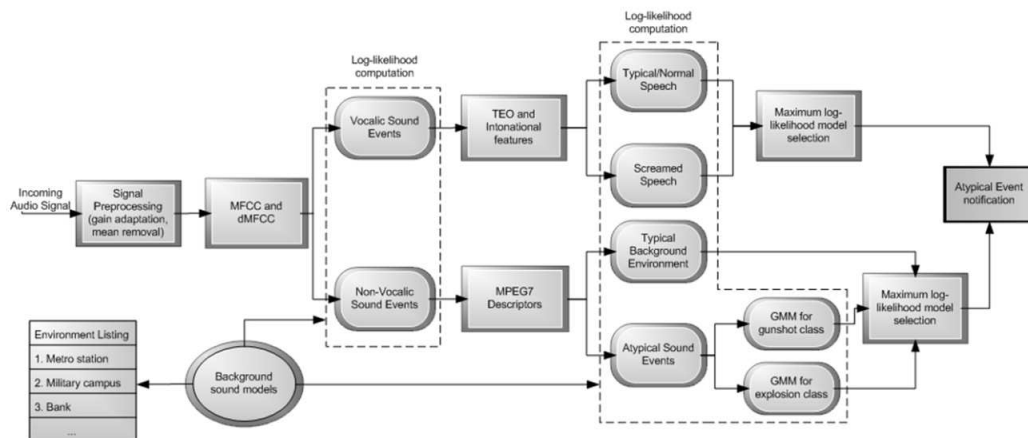 Log-likelihood
computation
Log-likelihood
computation
Vocalic Sound
Events
TEO and
Intonational
features
Typical/Normal
Speech
Screamed
Speech
Maximum log-
likelihood model
selection
Incoming
Audio Signal
Signal
Preprocessing
(gain adaptation,
mean removal)
MFCC and
dMFCC
Atypical Event
notification
Non-Vocalic
Sound Events
MPEG7
Descriptors
Typical
Background
Environment
Atypical Sound
Events
GMM for
gunshot class
GMM for
explosion class
Maximum log-
likelihood model
selection
Environment Listing
1. Metro station
2. Military campus
3. Bank
...
Background
sound models